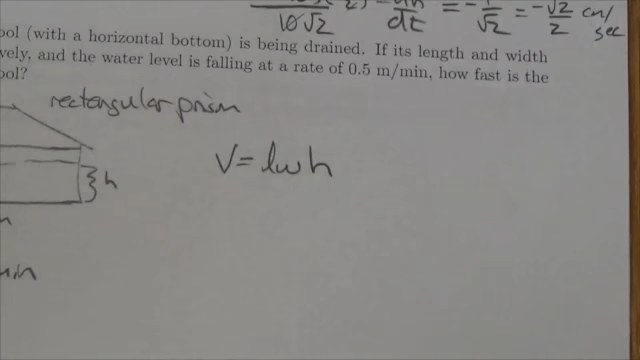 10√2 dt = -1/√2 = -√2/2 cm/sec
ool (with a horizontal bottom) is being drained. If its length and width
vely, and the water level is falling at a rate of 0.5 m/min, how fast is the
ool?
rectangular prism
V = lwh
h
min